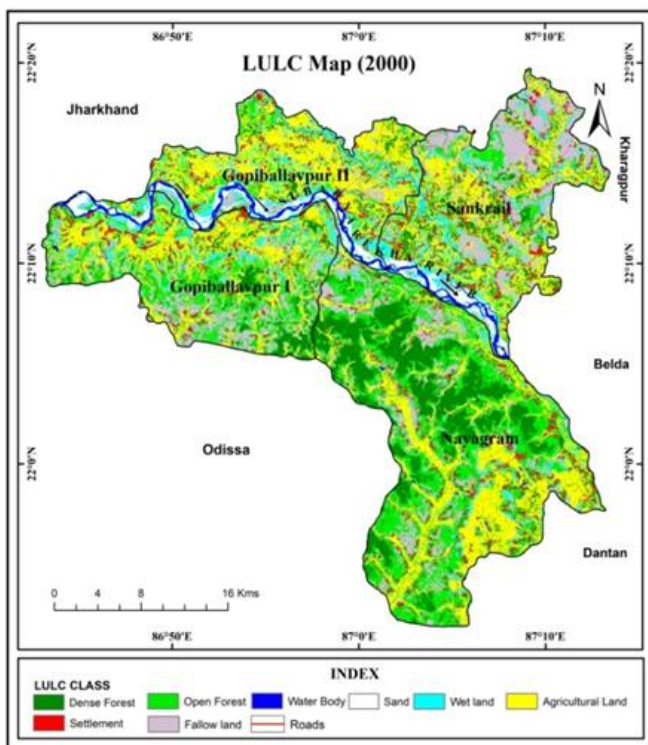 86°50'E 87°0'E 87°10'E
22°20'N
22°20'N
LULC Map (2000)
N
Jharkhand
Kharagpur
Gopiballavpur II
Sankrail
22°10'N
22°10'N
Gopiballavpur I
Belda
Nayagram
Odissa
22°0'N
22°0'N
Dantan
0 4 8 16 Kms
86°50'E 87°0'E 87°10'E
INDEX
LULC CLASS
Dense Forest Open Forest Water Body Sand Wet land Agricultural Land
Settlement Fallow land Roads